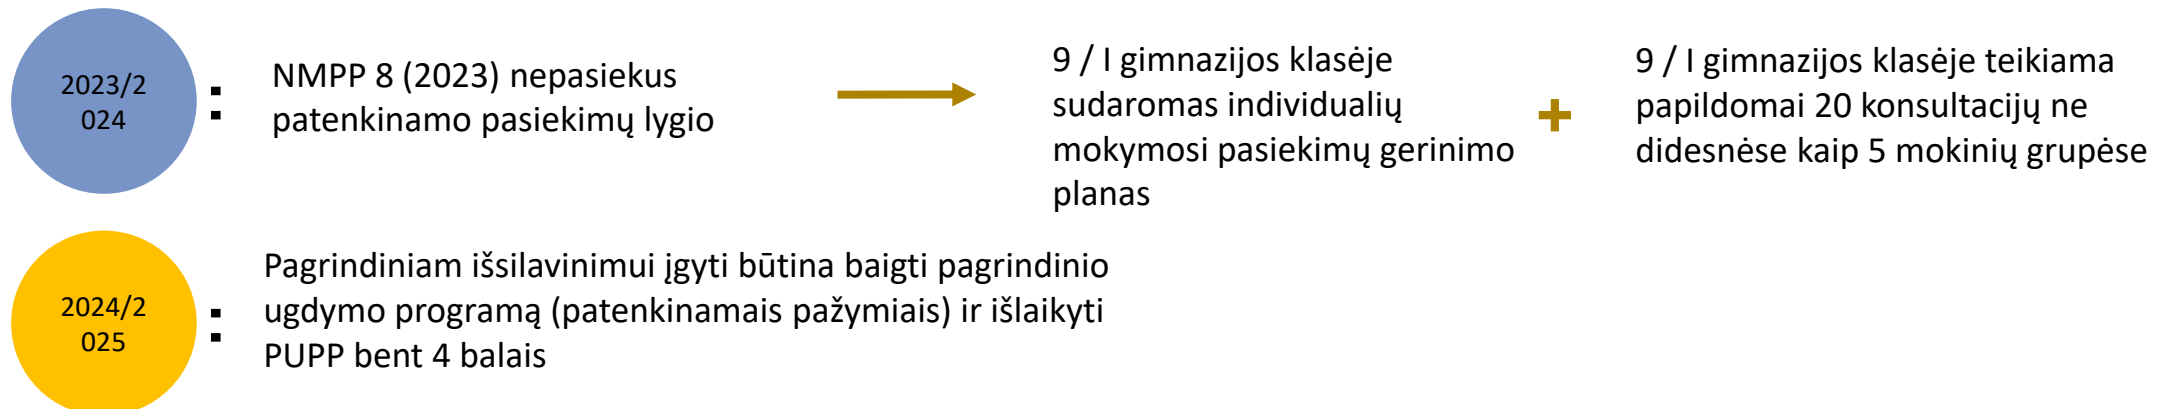 2023/2
024
:
NMPP 8 (2023) nepasiekus
patenkinamo pasiekimų lygio
9 / I gimnazijos klasėje
sudaromas individualių
mokymosi pasiekimų gerinimo
planas
+
9 / I gimnazijos klasėje teikiama
papildomai 20 konsultacijų ne
didesnėse kaip 5 mokinių grupėse
2024/2
025
:
Pagrindiniam išsilavinimui įgyti būtina baigti pagrindinio
ugdymo programą (patenkinamais pažymiais) ir išlaikyti
PUPP bent 4 balais